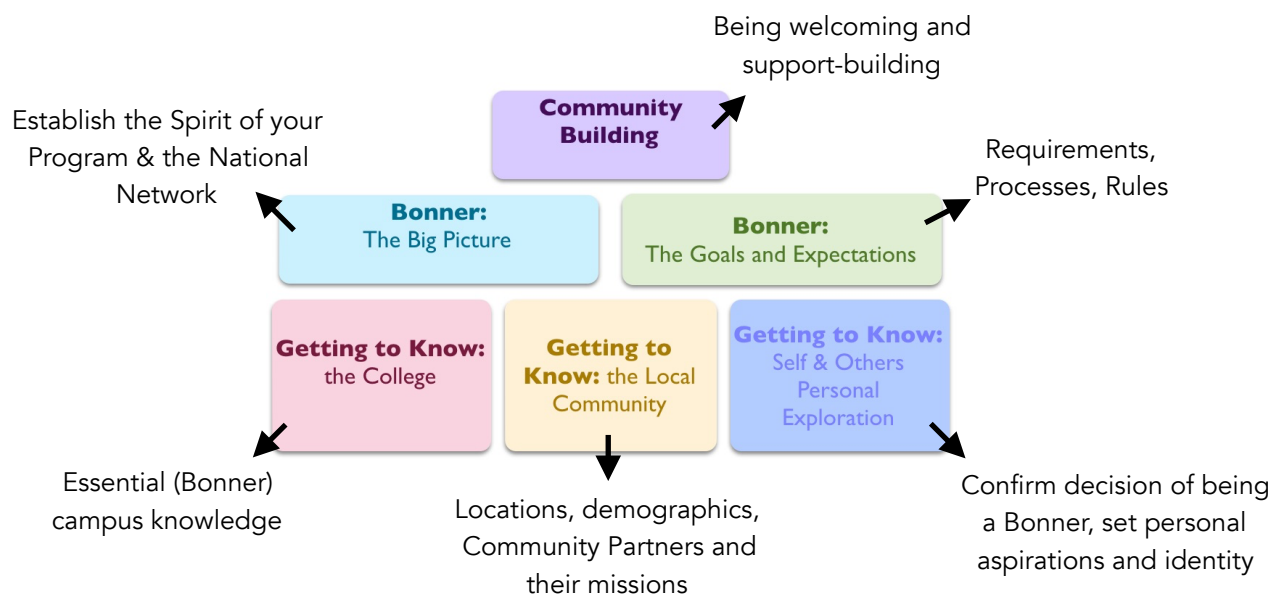 Being welcoming and
support-building
Community
Building
Establish the Spirit of your
Program & the National
Network
Requirements,
Processes, Rules
Bonner:
The Big Picture
Bonner:
The Goals and Expectations
Getting to Know:
the College
Getting to
Know: the Local
Community
Getting to Know:
Self & Others
Personal
Exploration
Essential (Bonner)
campus knowledge
Locations, demographics,
Community Partners and
their missions
Confirm decision of being
a Bonner, set personal
aspirations and identity